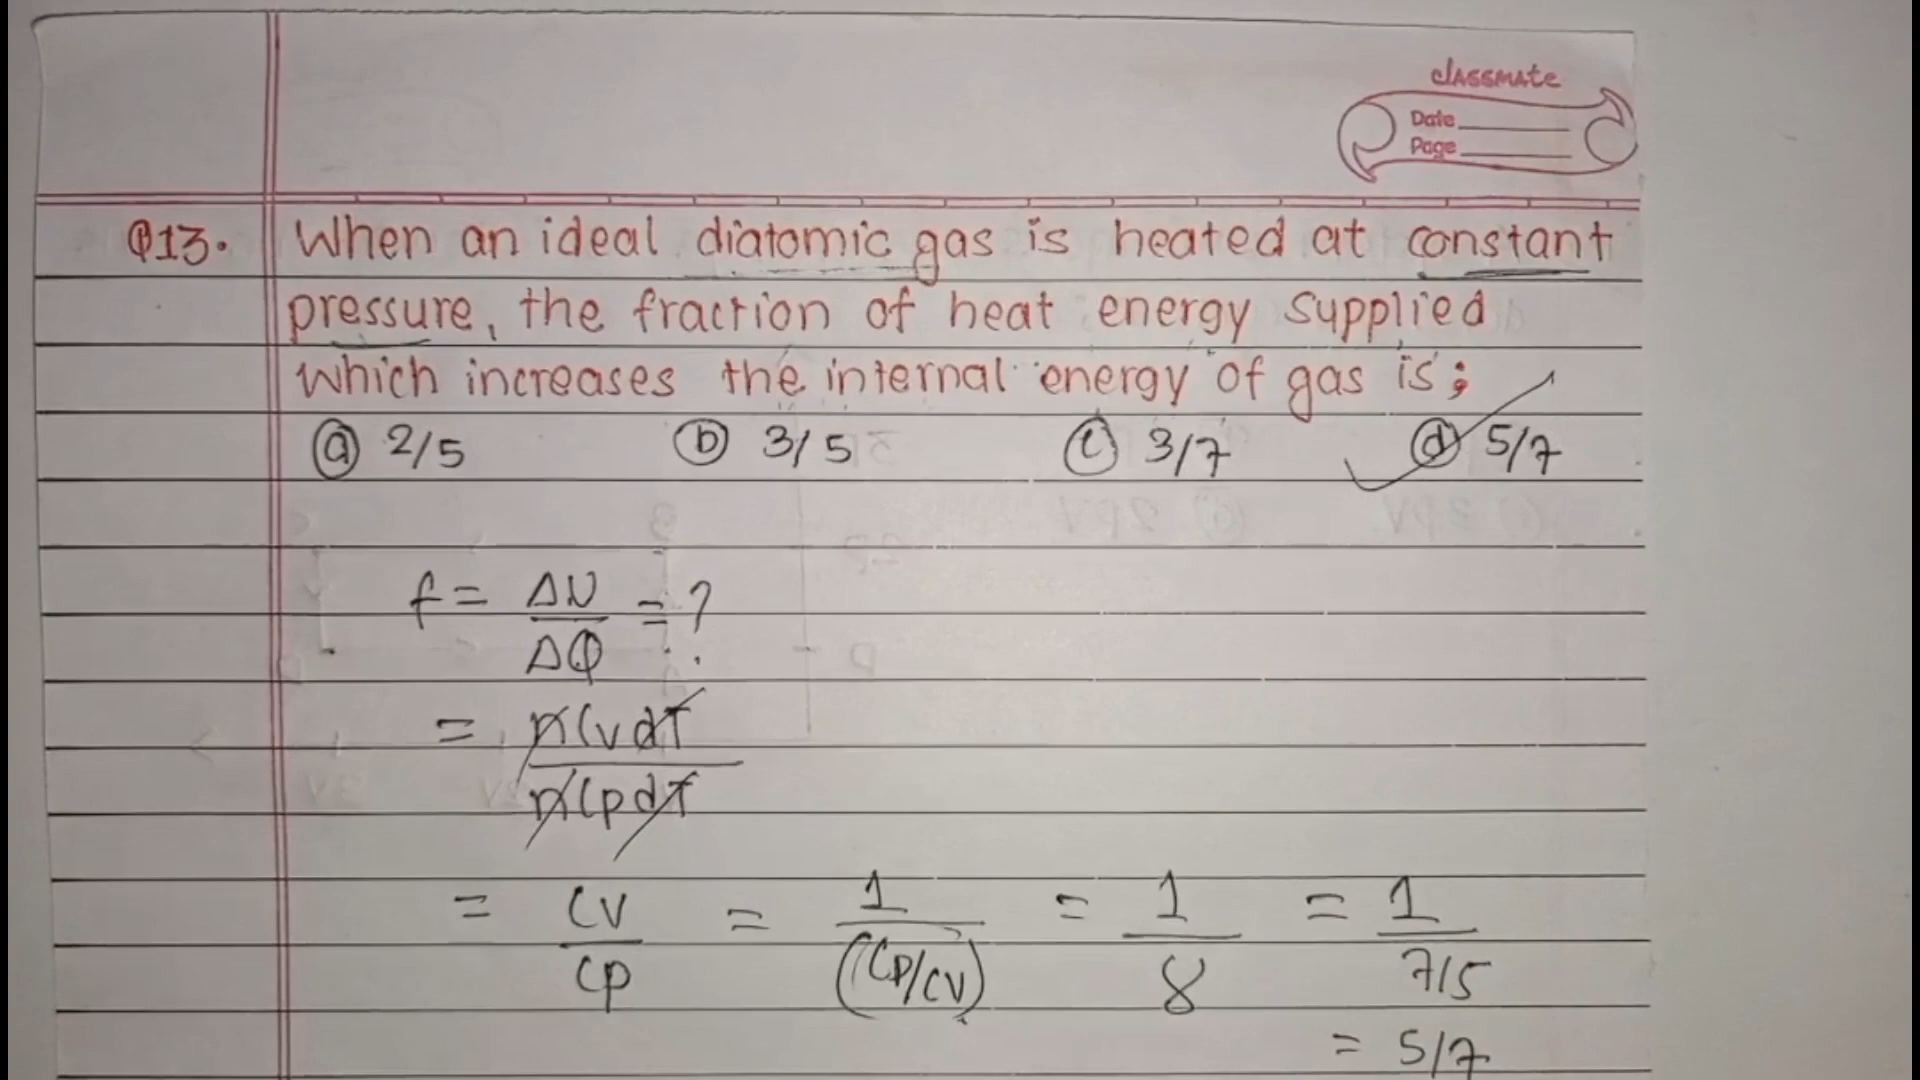 classmate
Date
Page
Q13. When an ideal diatomic gas is heated at constant
pressure, the fraction of heat energy supplied
which increases the internal energy of gas is;
(a) 2/5 (b) 3/5 (c) 3/7 (d) 5/7
f = ΔU/ΔQ = ?
= nCvdT/nCpdT
= Cv/Cp = 1/(Cp/Cv) = 1/γ = 1/7/5
= 5/7